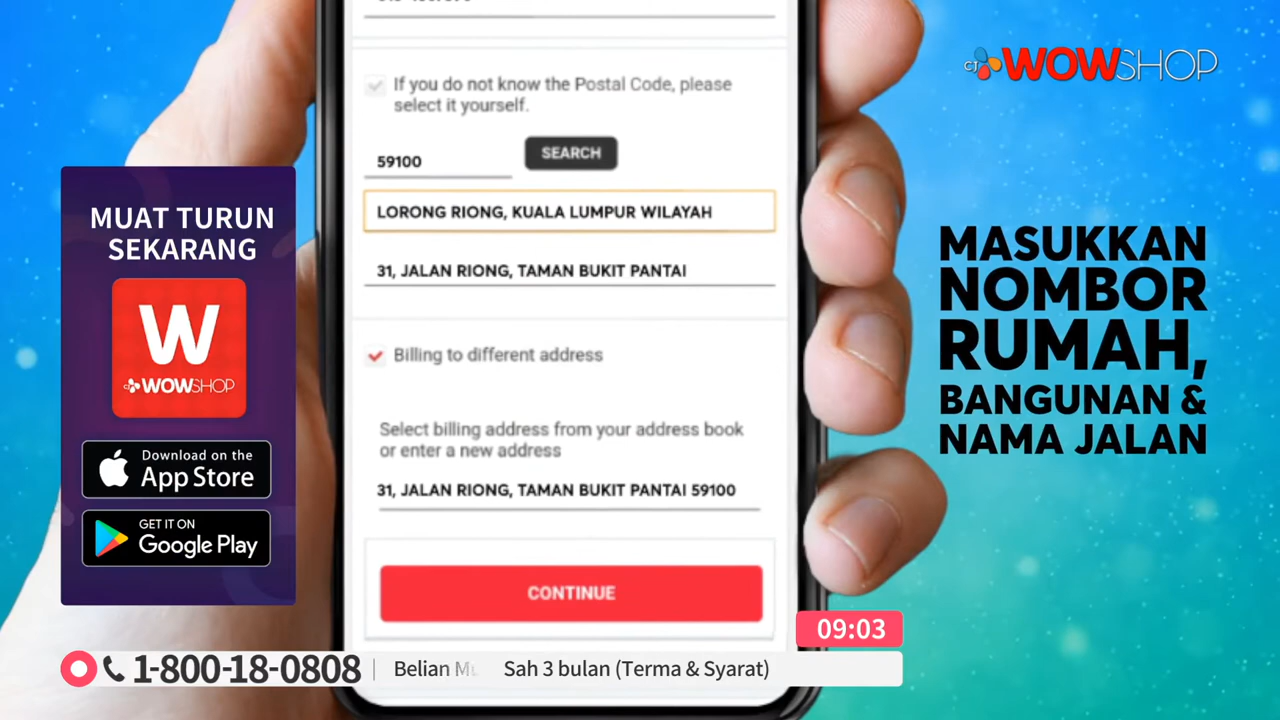 If you do not know the Postal Code, please
select it yourself.
59100
SEARCH
LORONG RIONG, KUALA LUMPUR WILAYAH
31, JALAN RIONG, TAMAN BUKIT PANTAI
Billing to different address
Select billing address from your address book
or enter a new address
31, JALAN RIONG, TAMAN BUKIT PANTAI 59100
CONTINUE
CJ WOWSHOP
MUAT TURUN
SEKARANG
W
CJ WOWSHOP
Download on the
App Store
GET IT ON
Google Play
MASUKKAN
NOMBOR
RUMAH,
BANGUNAN &
NAMA JALAN
09:03
1-800-18-0808
Belian
Sah 3 bulan (Terma & Syarat)